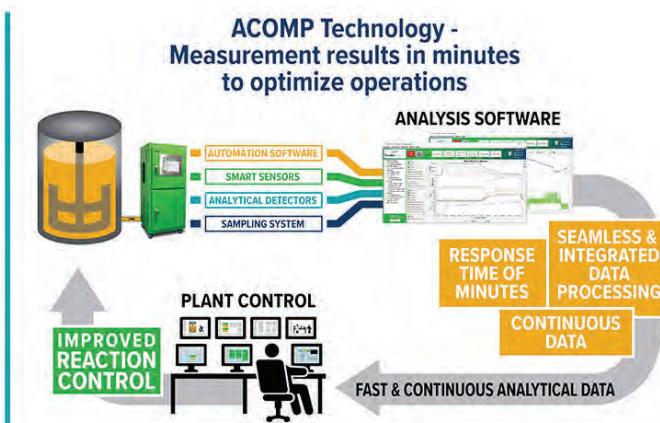 ACOMP Technology -
Measurement results in minutes
to optimize operations
ANALYSIS SOFTWARE
AUTOMATION SOFTWARE
SMART SENSORS
ANALYTICAL DETECTORS
SAMPLING SYSTEM
RESPONSE
TIME OF
MINUTES
SEAMLESS &
INTEGRATED
DATA
PROCESSING
CONTINUOUS
DATA
PLANT CONTROL
IMPROVED
REACTION
CONTROL
FAST & CONTINUOUS ANALYTICAL DATA